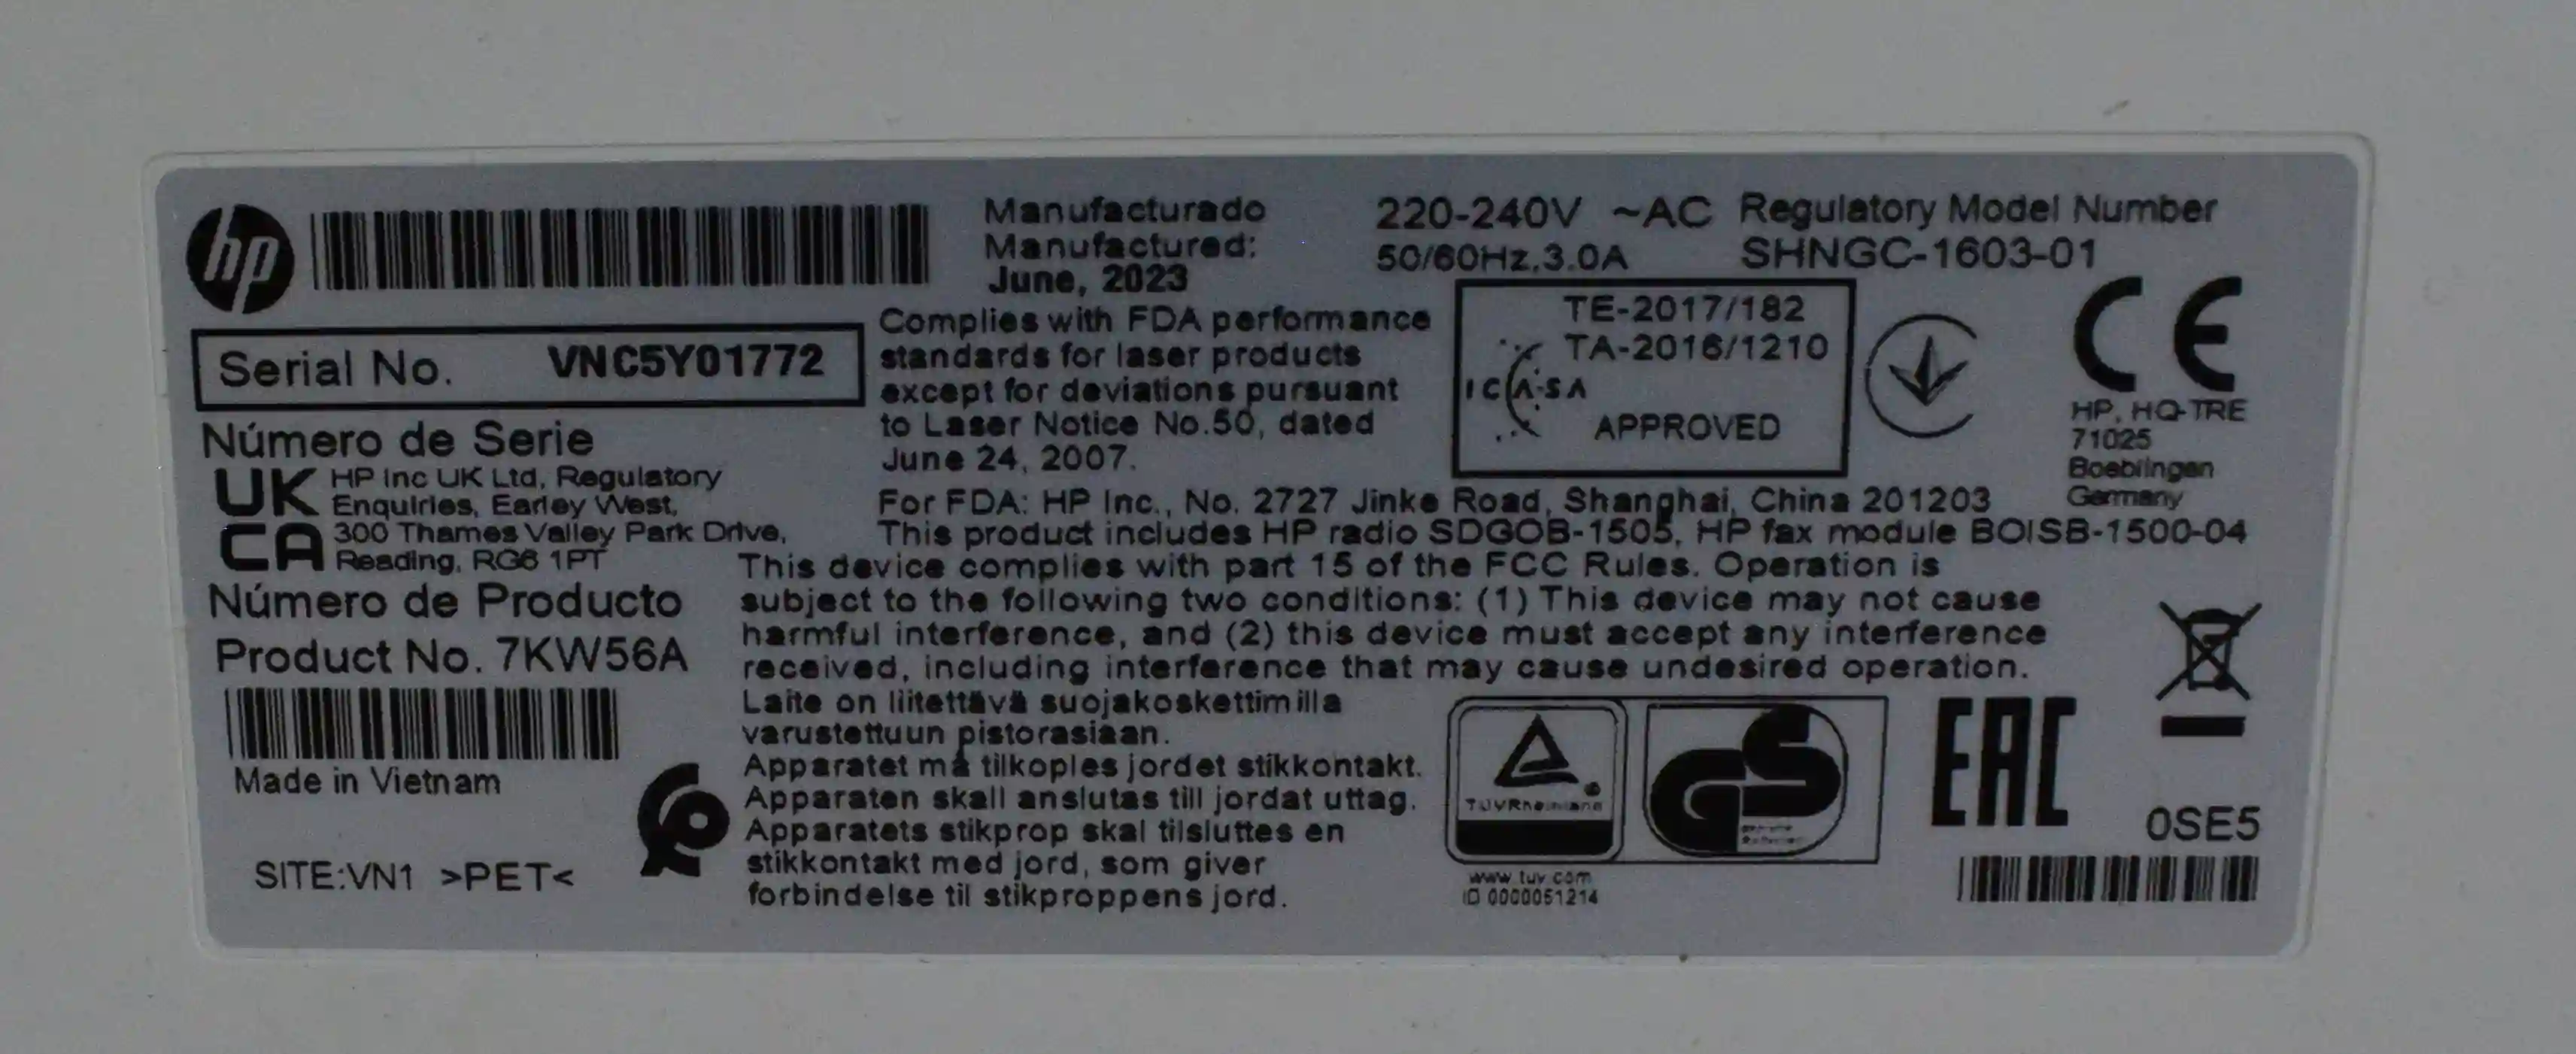 hp
Manufacturado
Manufactured:
June, 2023
220-240V ~AC
50/60Hz,3.0A
Regulatory Model Number
SHNGC-1603-01
Serial No. VNC5Y01772
Número de Serie
Complies with FDA performance
standards for laser products
except for deviations pursuant
to Laser Notice No.50, dated
June 24, 2007.
TE-2017/182
TA-2016/1210
ICASA
APPROVED
CE
HP, HQ-TRE
71025
Boeblingen
Germany
UK
CA
HP Inc UK Ltd, Regulatory
Enquiries, Earley West,
300 Thames Valley Park Drive,
Reading, RG6 1PT
For FDA: HP Inc., No. 2727 Jinke Road, Shanghai, China 201203
This product includes HP radio SDGOB-1505, HP fax module BOISB-1500-04
This device complies with part 15 of the FCC Rules. Operation is
subject to the following two conditions: (1) This device may not cause
harmful interference, and (2) this device must accept any interference
received, including interference that may cause undesired operation.
Número de Producto
Product No. 7KW56A
Made in Vietnam
SITE:VN1 >PET<
Laite on liitettävä suojakoskettimilla
varustettuun pistorasiaan.
Apparatet må tilkoples jordet stikkontakt.
Apparaten skall anslutas till jordat uttag.
Apparatets stikprop skal tilsluttes en
stikkontakt med jord, som giver
forbindelse til stikproppens jord.
TÜVRheinland
GS
www.tuv.com
ID 0000051214
EAC
0SE5